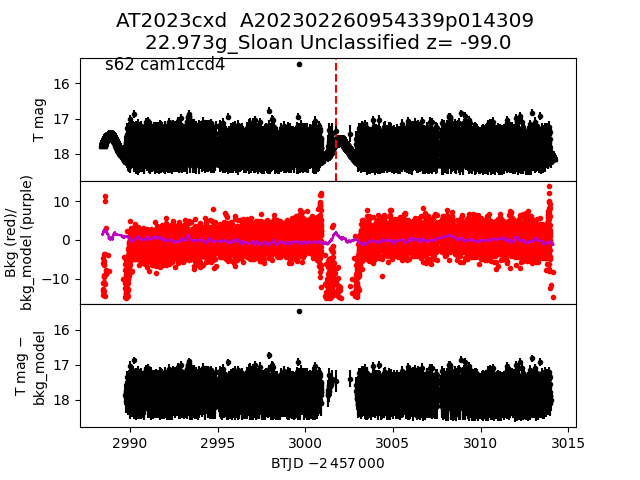 AT2023cxd  A202302260954339p014309
22.973g_Sloan Unclassified z= -99.0
s62 cam1ccd4
T mag
16
17
18
Bkg (red)/
bkg_model (purple)
10
0
−10
T mag −
bkg_model
16
17
18
2990
2995
3000
3005
3010
3015
BTJD −2 457 000